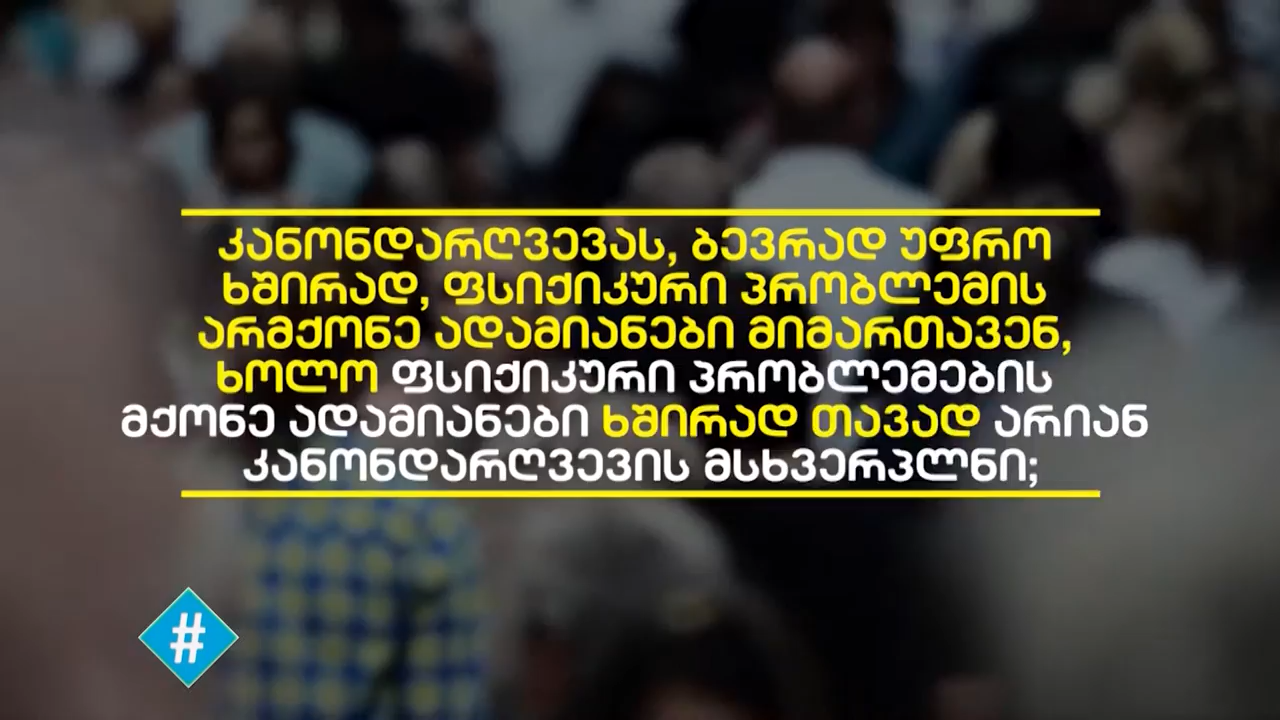 კანონდარღვევას, ბევრად უფრო
ხშირად, ფსიქიკური პრობლემის
არმქონე ადამიანები მიმართავენ,
ხოლო ფსიქიკური პრობლემების
მქონე ადამიანები ხშირად თავად არიან
კანონდარღვევის მსხვერპლნი;
#